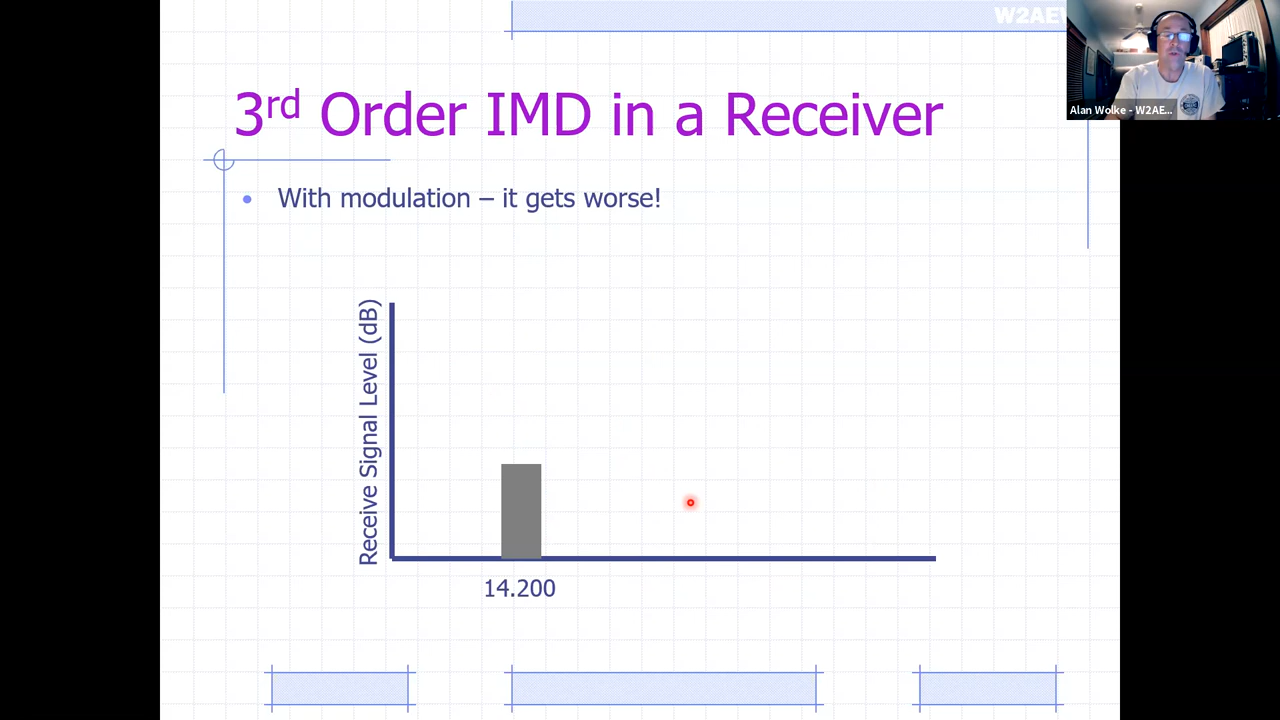 W2AEW
Alan Wolke - W2AE...
3rd Order IMD in a Receiver
• With modulation – it gets worse!
Receive Signal Level (dB)
14.200